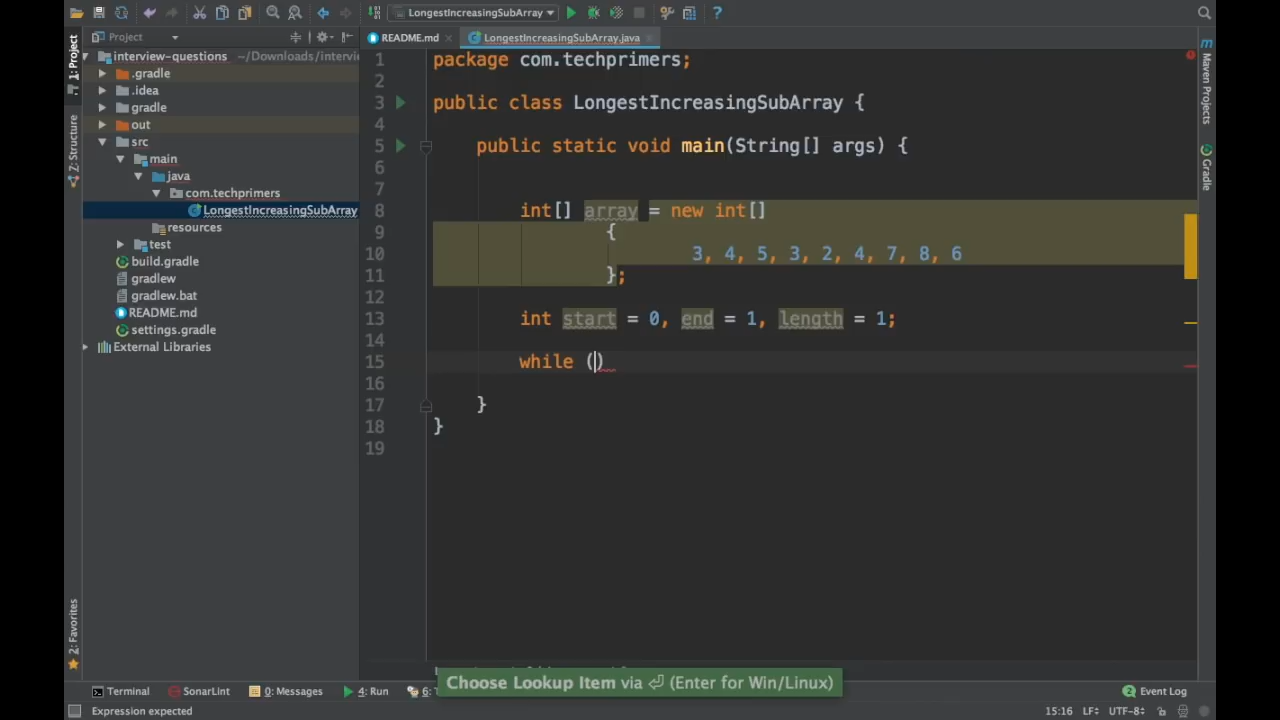 LongestIncreasingSubArray
Project
README.md
LongestIncreasingSubArray.java
interview-questions ~/Downloads/intervi
.gradle
.idea
gradle
out
src
main
java
com.techprimers
LongestIncreasingSubArray
resources
test
build.gradle
gradlew
gradlew.bat
README.md
settings.gradle
External Libraries
1: Project
Z: Structure
2: Favorites
1 package com.techprimers;
2
3 public class LongestIncreasingSubArray {
4
5 public static void main(String[] args) {
6
7
8 int[] array = new int[]
9 {
10 3, 4, 5, 3, 2, 4, 7, 8, 6
11 };
12
13 int start = 0, end = 1, length = 1;
14
15 while ()
16
17 }
18 }
19
Maven Projects
Gradle
Choose Lookup Item via ⏎ (Enter for Win/Linux)
Terminal SonarLint 0: Messages 4: Run 6: Event Log
Expression expected 15:16 LF÷ UTF-8÷